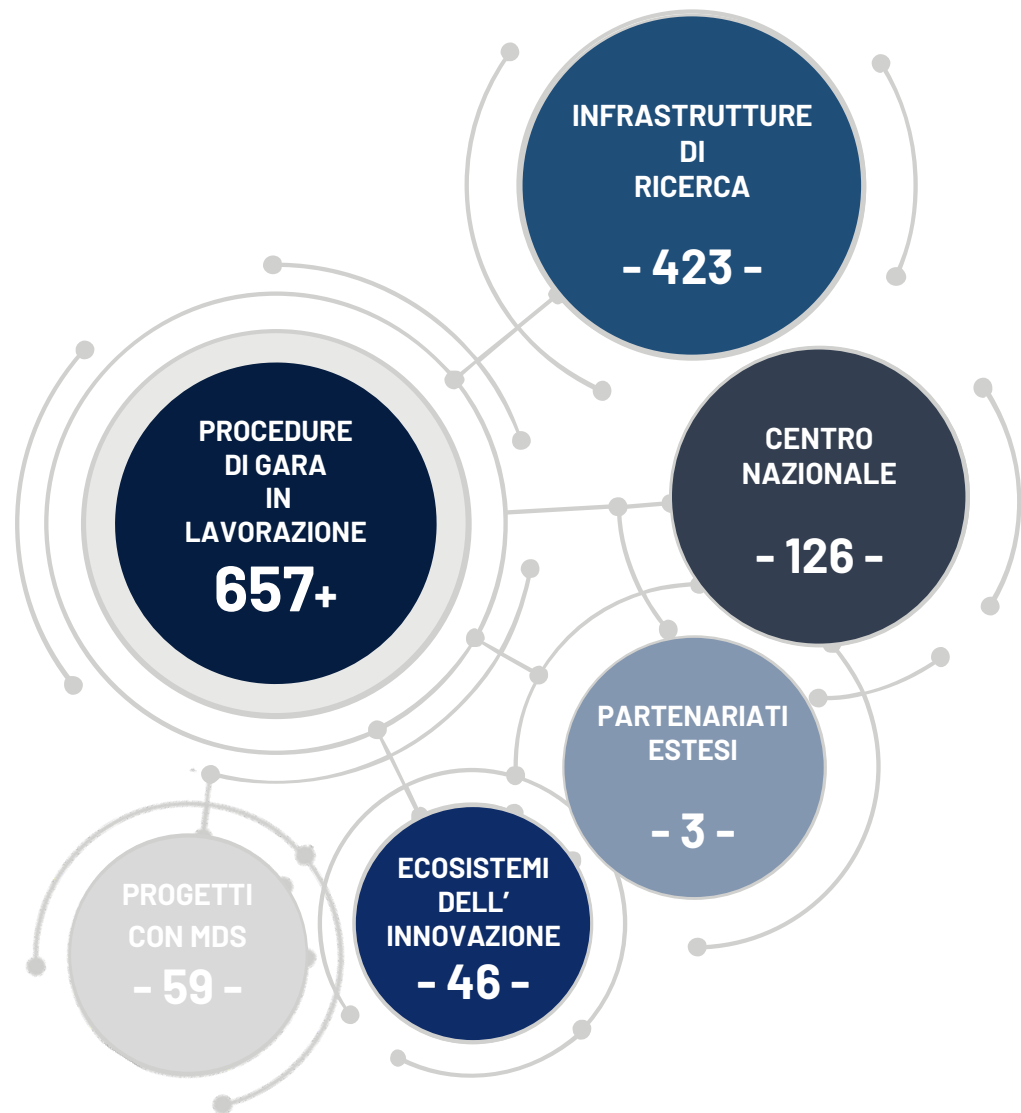 INFRASTRUTTURE
DI
RICERCA
- 423 -
PROCEDURE
DI GARA
IN
LAVORAZIONE
657+
CENTRO
NAZIONALE
- 126 -
PARTENARIATI
ESTESI
- 3 -
ECOSISTEMI
DELL’
INNOVAZIONE
- 46 -
PROGETTI
CON MDS
- 59 -